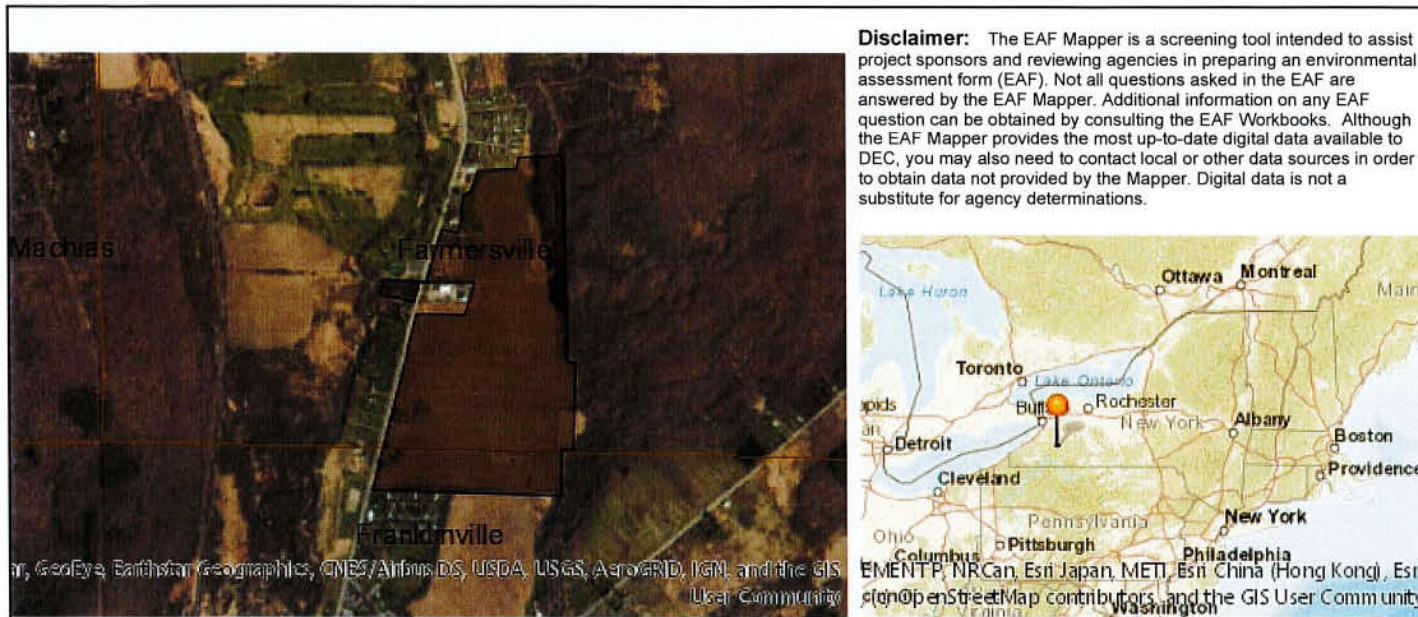 Disclaimer: The EAF Mapper is a screening tool intended to assist
project sponsors and reviewing agencies in preparing an environmental
assessment form (EAF). Not all questions asked in the EAF are
answered by the EAF Mapper. Additional information on any EAF
question can be obtained by consulting the EAF Workbooks. Although
the EAF Mapper provides the most up-to-date digital data available to
DEC, you may also need to contact local or other data sources in order
to obtain data not provided by the Mapper. Digital data is not a
substitute for agency determinations.
Machias
Farmersville
Franklinville
ar, GeoEye, Earthstar Geographics, CNES/Airbus DS, USDA, USGS, AeroGRID, IGN, and the GIS
User Community
Ottawa
Montreal
Lake Huron
Main
Toronto
Lake Ontario
apids
Rochester
New York
Albany
an
Detroit
Boston
Providence
Cleveland
New York
Pennsylvania
Ohio
Pittsburgh
Columbus
Philadelphia
EMENT P, NRCan, Esri Japan, METI, Esri China (Hong Kong), Esri
(c) OpenStreetMap contributors, and the GIS User Community
Virginia
Washington